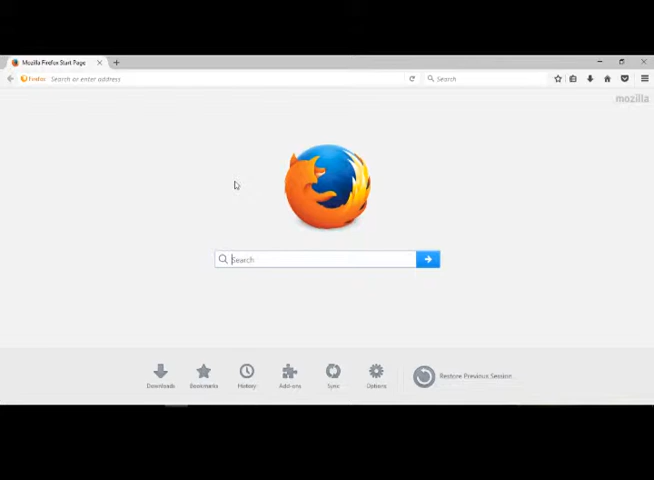 Mozilla Firefox Start Page
Firefox Search or enter address
Search
mozilla
Search
Downloads Bookmarks History Add-ons Sync Options Restore Previous Session